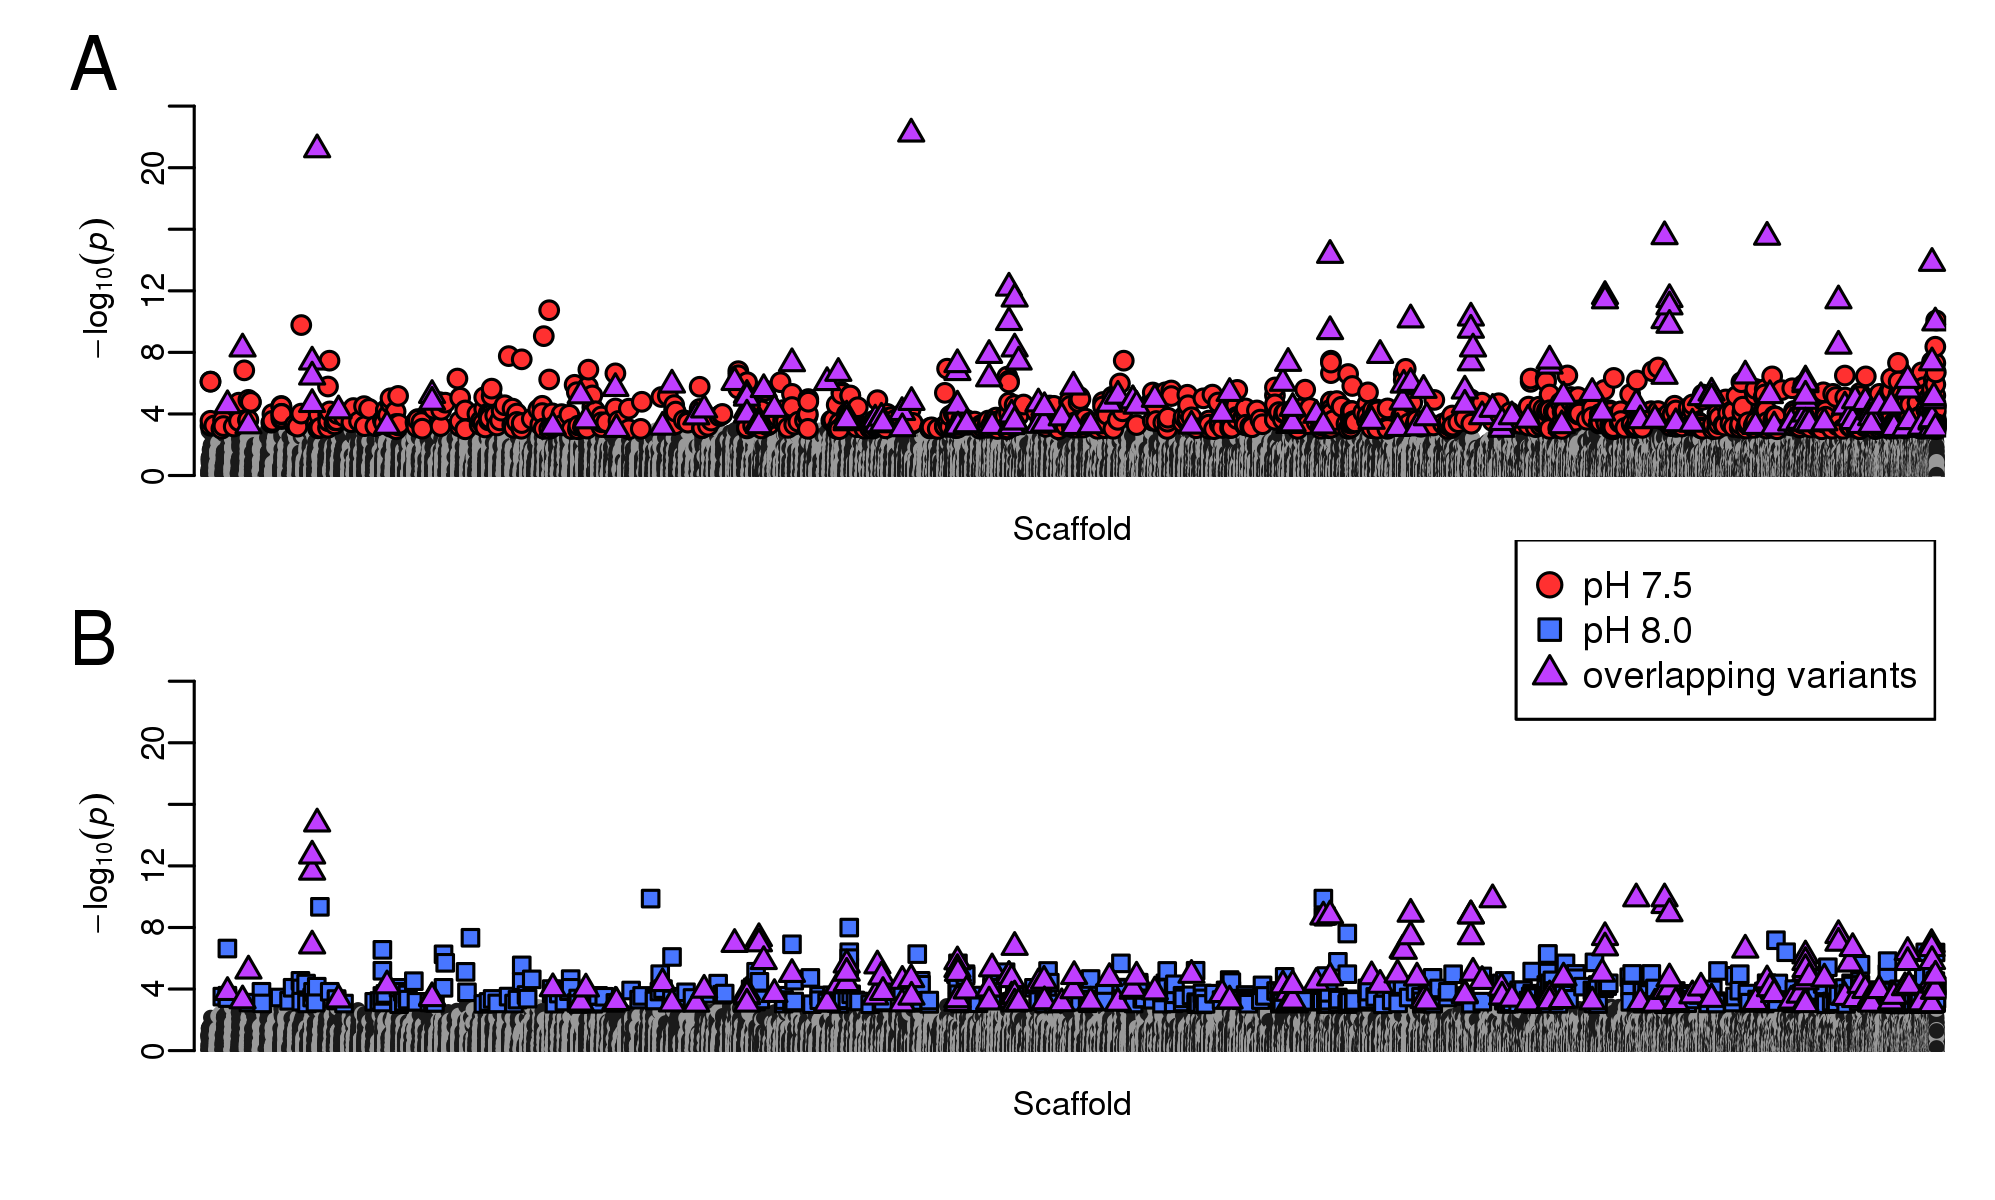 A
20
12
8
4
0
−log10(p)
Scaffold
pH 7.5
pH 8.0
overlapping variants
B
20
12
8
4
0
−log10(p)
Scaffold